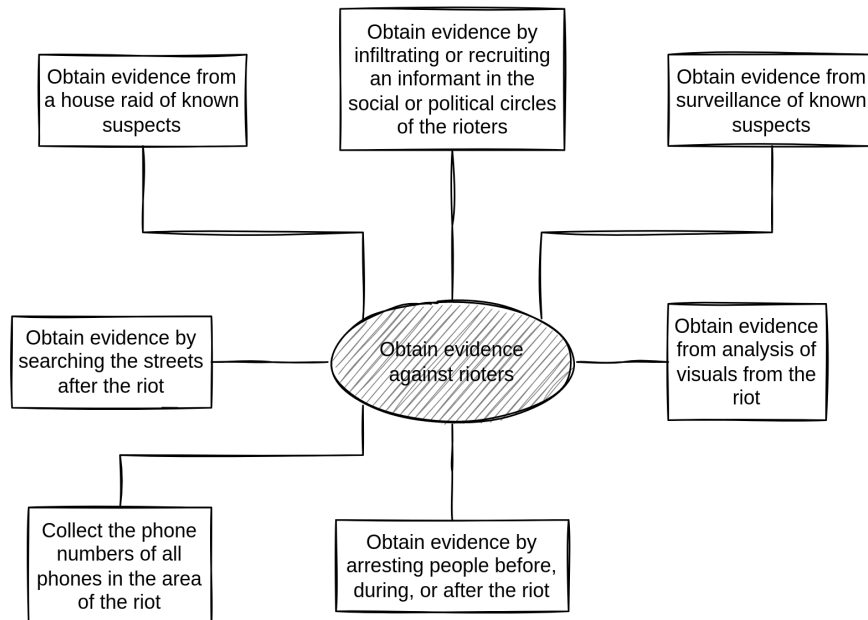 Obtain evidence from
a house raid of known
suspects
Obtain evidence by
infiltrating or recruiting
an informant in the
social or political circles
of the rioters
Obtain evidence from
surveillance of known
suspects
Obtain evidence by
searching the streets
after the riot
Obtain evidence
against rioters
Obtain evidence
from analysis of
visuals from the
riot
Collect the phone
numbers of all
phones in the area
of the riot
Obtain evidence by
arresting people before,
during, or after the riot